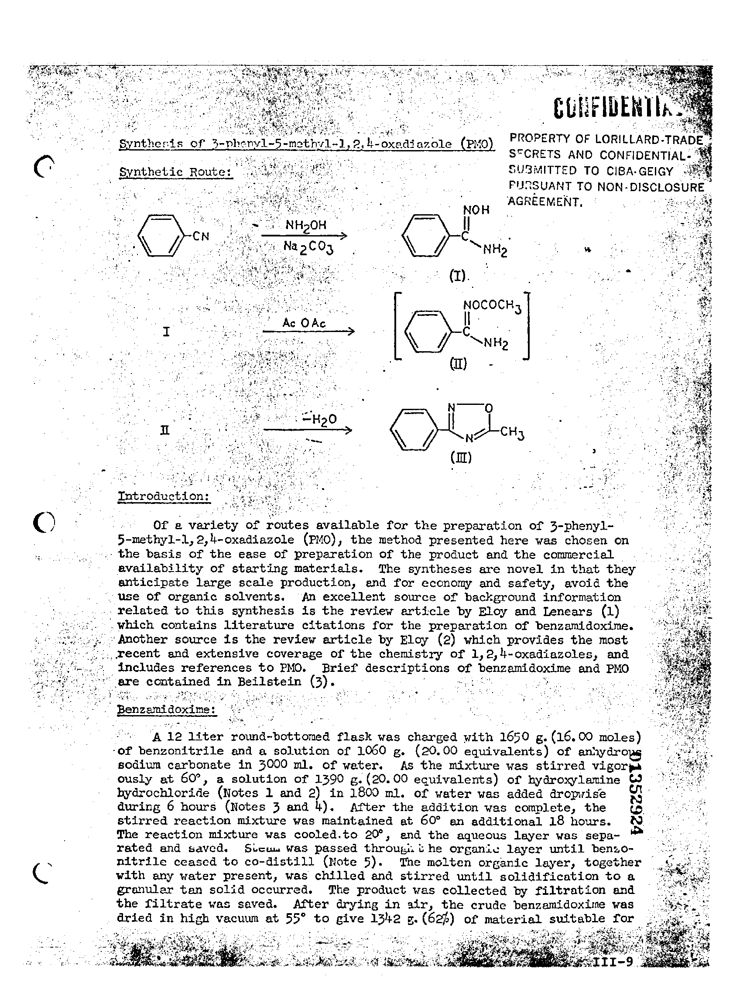 CONFIDENTIA
PROPERTY OF LORILLARD-TRADE
SECRETS AND CONFIDENTIAL-
SUBMITTED TO CIBA-GEIGY
PURSUANT TO NON-DISCLOSURE
AGREEMENT.
Synthesis of 3-phenyl-5-methyl-1,2,4-oxadiazole (PMO)
Synthetic Route:
CN
NH2OH
Na2CO3
NOH
C
NH2
(I)
I
Ac OAc
NOCOCH3
C
NH2
(II)
II
-H2O
N O
N CH3
(III)
Introduction:
Of a variety of routes available for the preparation of 3-phenyl-
5-methyl-1,2,4-oxadiazole (PMO), the method presented here was chosen on
the basis of the ease of preparation of the product and the commercial
availability of starting materials. The syntheses are novel in that they
anticipate large scale production, and for economy and safety, avoid the
use of organic solvents. An excellent source of background information
related to this synthesis is the review article by Eloy and Lenears (1)
which contains literature citations for the preparation of benzamidoxime.
Another source is the review article by Eloy (2) which provides the most
recent and extensive coverage of the chemistry of 1,2,4-oxadiazoles, and
includes references to PMO. Brief descriptions of benzamidoxime and PMO
are contained in Beilstein (3).
Benzamidoxime:
A 12 liter round-bottomed flask was charged with 1650 g. (16.00 moles)
of benzonitrile and a solution of 1060 g. (20.00 equivalents) of anhydrous
sodium carbonate in 3000 ml. of water. As the mixture was stirred vigor-
ously at 60°, a solution of 1390 g. (20.00 equivalents) of hydroxylamine
hydrochloride (Notes 1 and 2) in 1800 ml. of water was added dropwise
during 6 hours (Notes 3 and 4). After the addition was complete, the
stirred reaction mixture was maintained at 60° an additional 18 hours.
The reaction mixture was cooled to 20°, and the aqueous layer was sepa-
rated and saved. Steam was passed through the organic layer until benzo-
nitrile ceased to co-distill (Note 5). The molten organic layer, together
with any water present, was chilled and stirred until solidification to a
granular tan solid occurred. The product was collected by filtration and
the filtrate was saved. After drying in air, the crude benzamidoxime was
dried in high vacuum at 55° to give 1342 g. (62%) of material suitable for
01352924
III-9